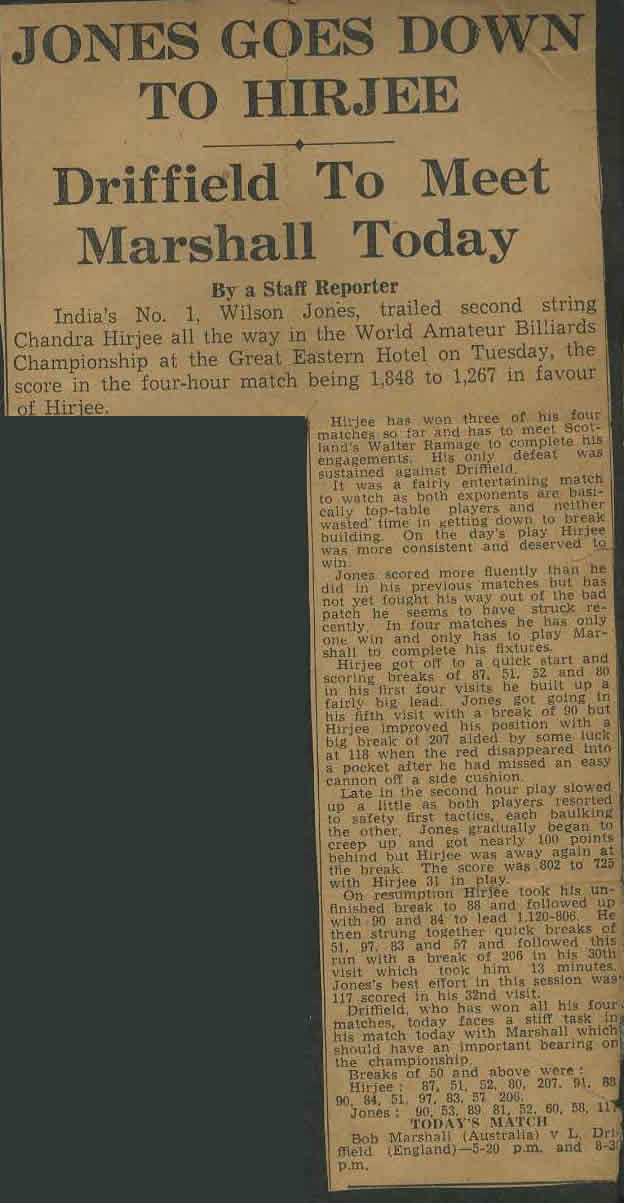 JONES GOES DOWN
TO HIRJEE
Driffield To Meet
Marshall Today
By a Staff Reporter
India's No. 1, Wilson Jones, trailed second string
Chandra Hirjee all the way in the World Amateur Billiards
Championship at the Great Eastern Hotel on Tuesday, the
score in the four-hour match being 1,848 to 1,267 in favour
of Hirjee.
Hirjee has won three of his four
matches so far and has to meet Scot-
land's Walter Ramage to complete his
engagements. His only defeat was
sustained against Driffield.
It was a fairly entertaining match
to watch as both exponents are basi-
cally top-table players and neither
wasted time in getting down to break
building. On the day's play Hirjee
was more consistent and deserved to
win.
Jones scored more fluently than he
did in his previous matches but has
not yet fought his way out of the bad
patch he seems to have struck re-
cently. In four matches he has only
one win and only has to play Mar-
shall to complete his fixtures.
Hirjee got off to a quick start and
scoring breaks of 87, 51, 52 and 80
in his first four visits he built up a
fairly big lead. Jones got going in
his fifth visit with a break of 90 but
Hirjee improved his position with a
big break of 207 aided by some luck
at 118 when the red disappeared into
a pocket after he had missed an easy
cannon off a side cushion.
Late in the second hour play slowed
up a little as both players resorted
to safety first tactics, each baulking
the other. Jones gradually began to
creep up and got nearly 100 points
behind but Hirjee was away again at
the break. The score was 802 to 725
with Hirjee 31 in play.
On resumption Hirjee took his un-
finished break to 88 and followed up
with 90 and 84 to lead 1,120-806. He
then strung together quick breaks of
51, 97, 83 and 57 and followed this
run with a break of 206 in his 30th
visit which took him 13 minutes.
Jones's best effort in this session was
117 scored in his 32nd visit.
Driffield, who has won all his four
matches, today faces a stiff task in
his match today with Marshall which
should have an important bearing on
the championship.
Breaks of 50 and above were :
Hirjee : 87, 51, 52, 80, 207, 91, 88
90, 84, 51, 97, 83, 57 206.
Jones : 90, 53, 89 81, 52, 60, 58, 117
TODAY'S MATCH
Bob Marshall (Australia) v L. Dri
ffield (England)—5-20 p.m. and 8-3
p.m.